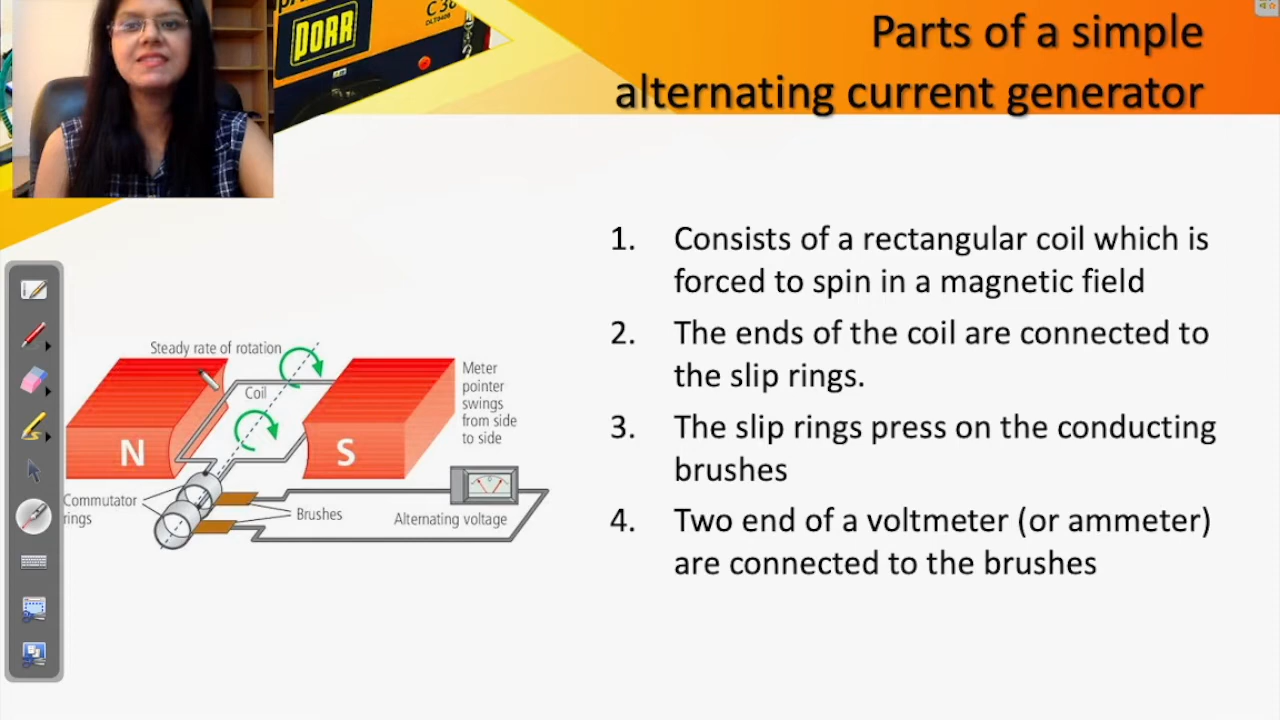 PORR
C 38
Parts of a simple
alternating current generator
1. Consists of a rectangular coil which is
forced to spin in a magnetic field
2. The ends of the coil are connected to
the slip rings.
3. The slip rings press on the conducting
brushes
4. Two end of a voltmeter (or ammeter)
are connected to the brushes
Steady rate of rotation
Coil
N
S
Meter
pointer
swings
from side
to side
Commutator
rings
Brushes
Alternating voltage